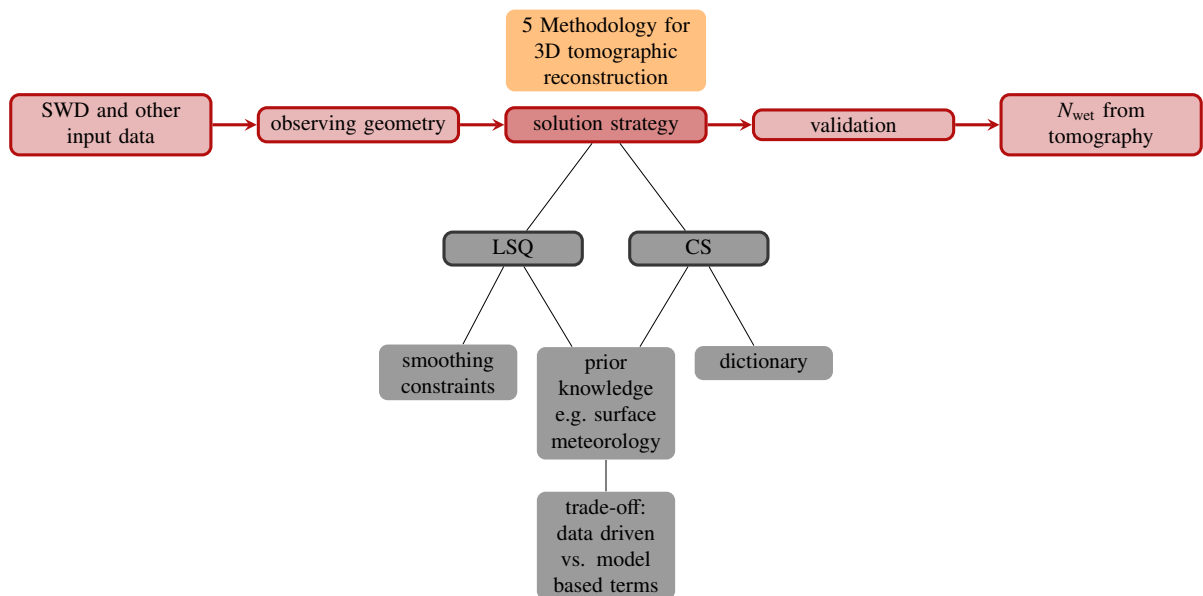 5 Methodology for
3D tomographic
reconstruction
SWD and other
input data
observing geometry
solution strategy
validation
N_wet from
tomography
LSQ
CS
smoothing
constraints
prior
knowledge
e.g. surface
meteorology
dictionary
trade-off:
data driven
vs. model
based terms